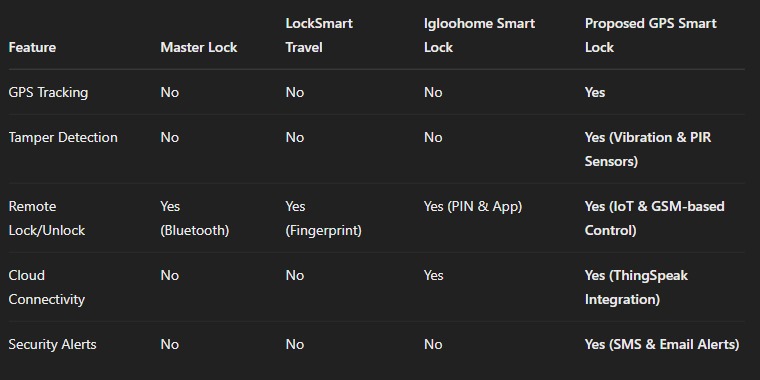 Feature Master Lock LockSmart Travel Igloohome Smart Lock Proposed GPS Smart Lock
GPS Tracking No No No Yes
Tamper Detection No No No Yes (Vibration & PIR Sensors)
Remote Lock/Unlock Yes (Bluetooth) Yes (Fingerprint) Yes (PIN & App) Yes (IoT & GSM-based Control)
Cloud Connectivity No No Yes Yes (ThingSpeak Integration)
Security Alerts No No No Yes (SMS & Email Alerts)